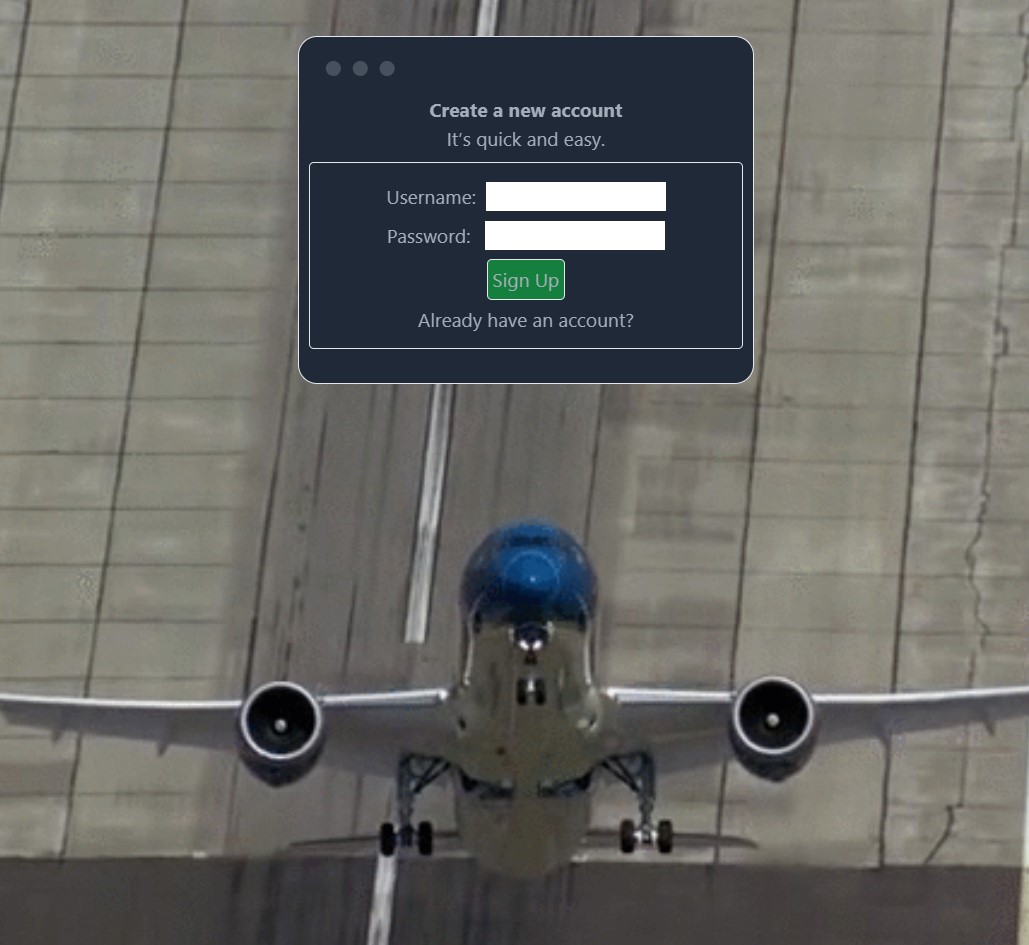 Create a new account
It's quick and easy.
Username:
Password:
Sign Up
Already have an account?